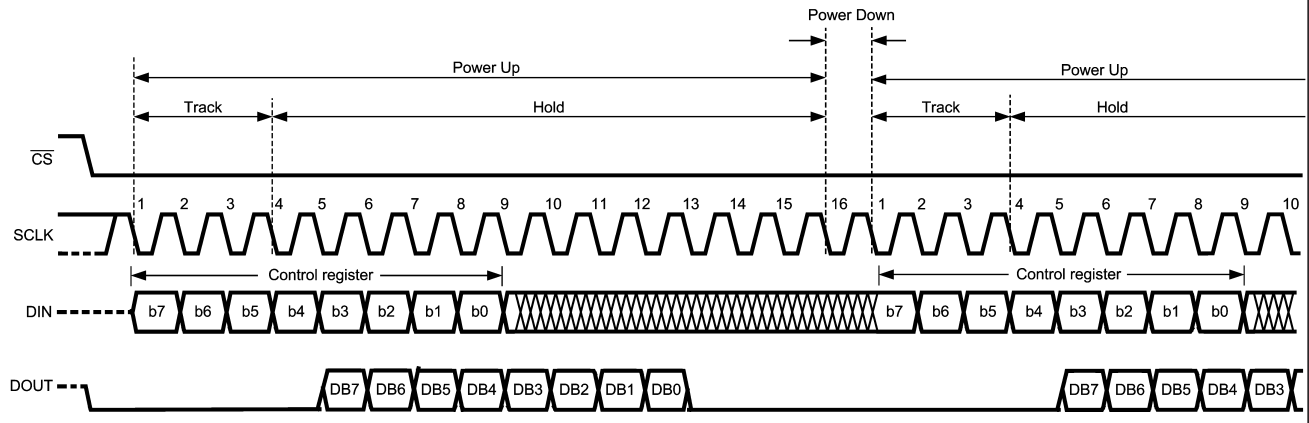 Power Down
Power Up Power Up
Track Hold Track Hold
CS
1 2 3 4 5 6 7 8 9 10 11 12 13 14 15 16 1 2 3 4 5 6 7 8 9 10
SCLK
Control register Control register
DIN b7 b6 b5 b4 b3 b2 b1 b0 b7 b6 b5 b4 b3 b2 b1 b0
DOUT DB7 DB6 DB5 DB4 DB3 DB2 DB1 DB0 DB7 DB6 DB5 DB4 DB3